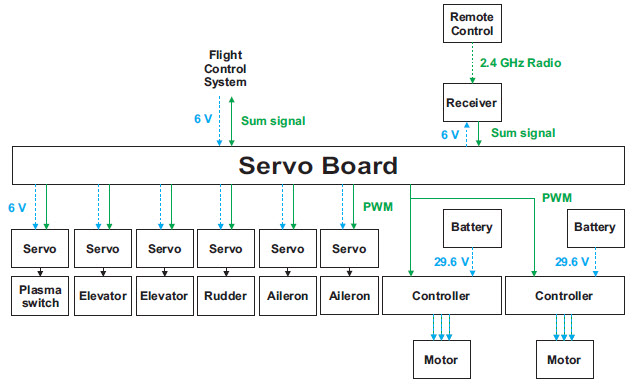 Remote
Control
2.4 GHz Radio
Flight
Control
System
Receiver
6 V
Sum signal
6 V
Sum signal
Servo Board
6 V
PWM
PWM
Servo
Servo
Servo
Servo
Servo
Servo
Battery
Battery
29.6 V
29.6 V
Plasma
switch
Elevator
Elevator
Rudder
Aileron
Aileron
Controller
Controller
Motor
Motor